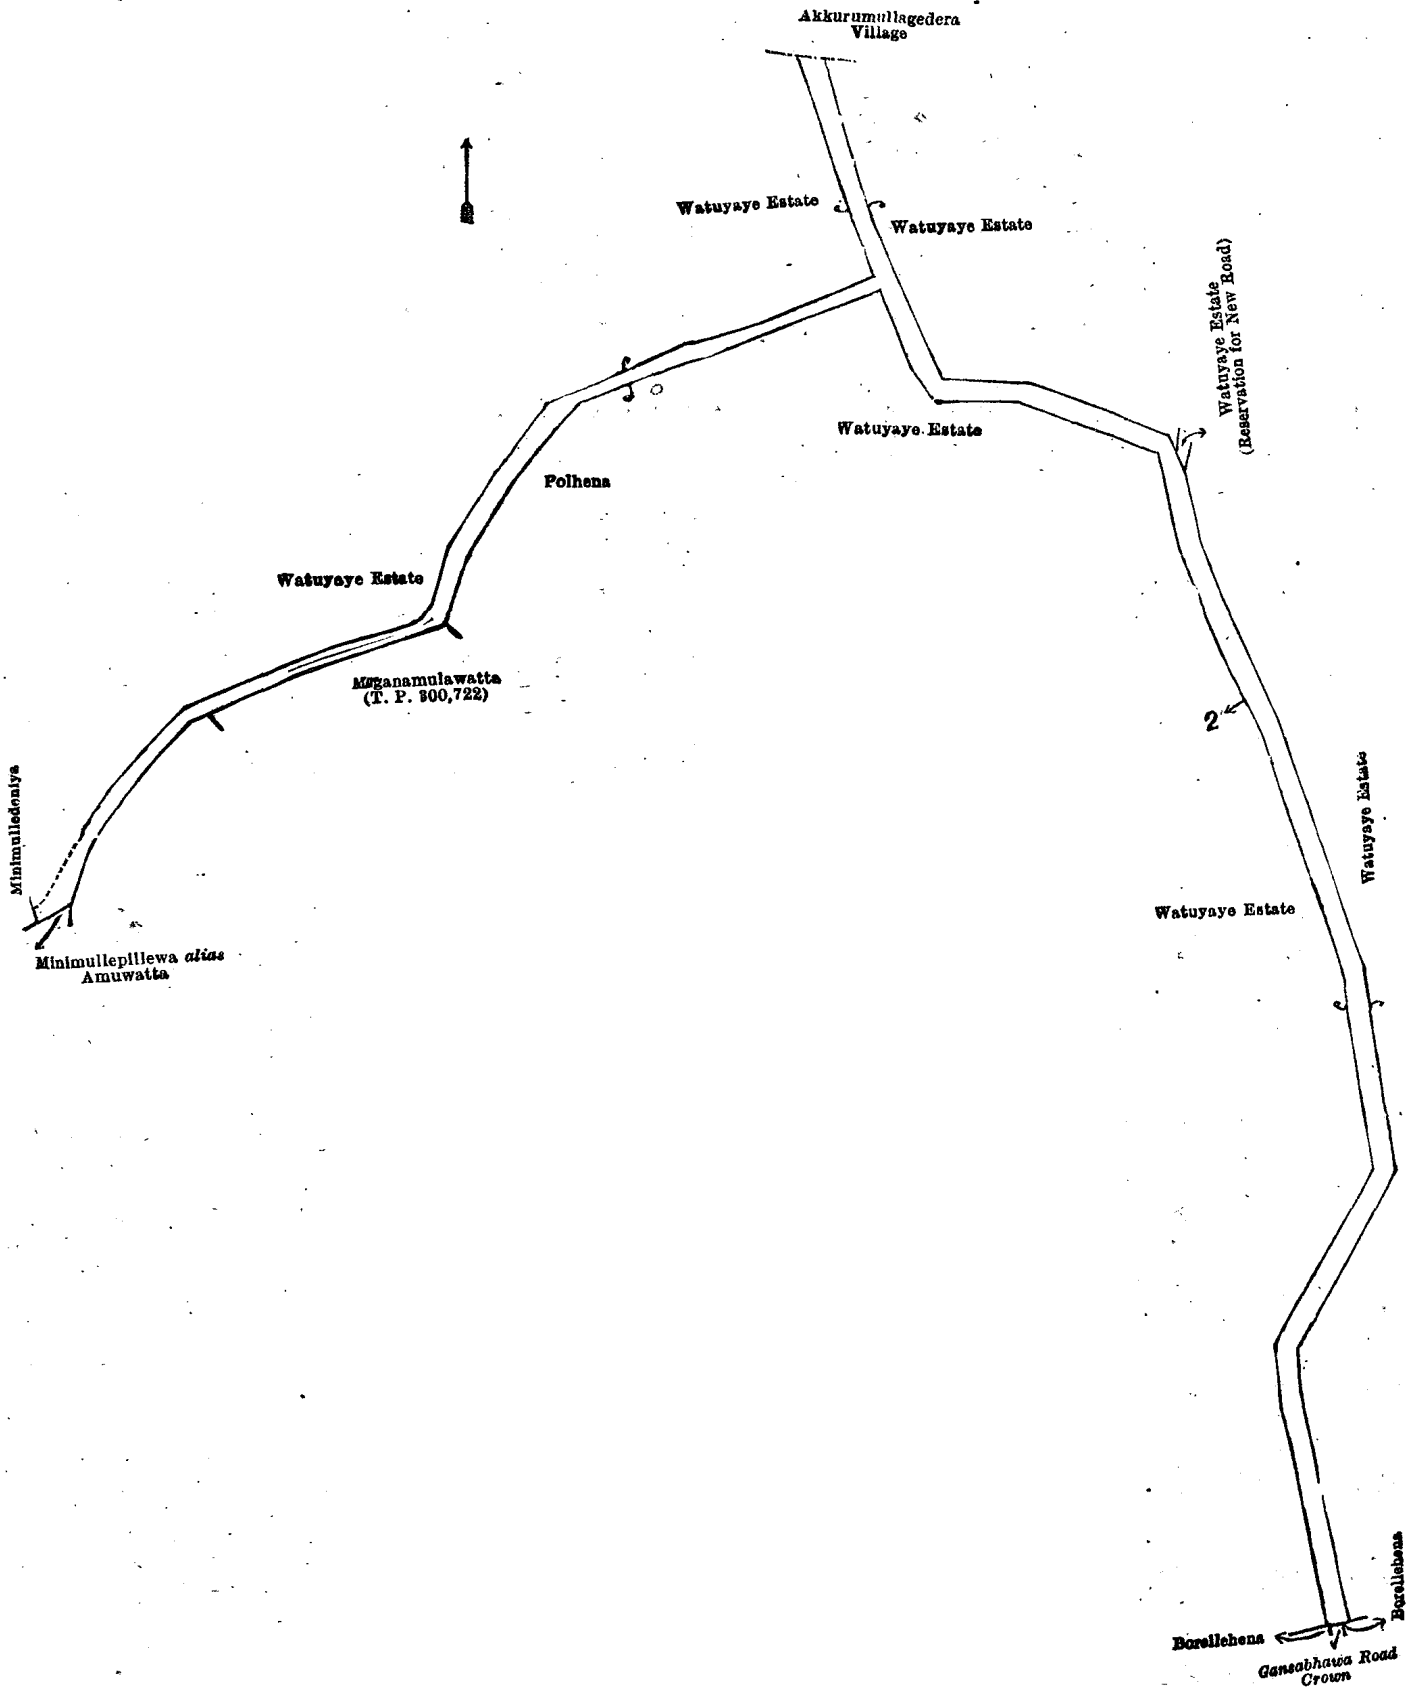 Akkurumullagedera
Village
Watuyaye Estate
Watuyaye Estate
Watuyaye Estate
(Reservation for New Road)
Watuyaye Estate
Polhena
Watuyaye Estate
Maganamulawatta
(T. P. 300,722)
2
Minimulledeniya
Watuyaye Estate
Watuyaye Estate
Minimullepillewa alias
Amuwatta
Borellehena
Borellehena
Gansabhawa Road
Crown